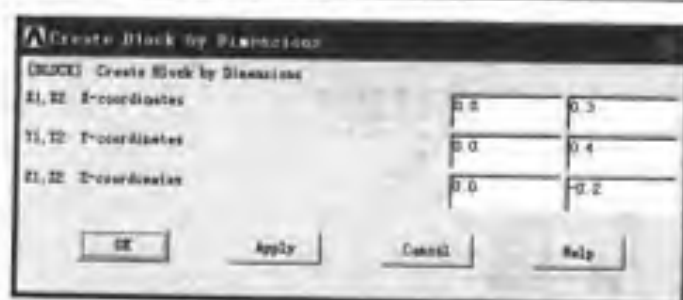 Create Block by Dimensions
[BLOCK] Create Block by Dimensions
X1,X2 X-coordinates 0.0 0.3
Y1,Y2 Y-coordinates 0.0 0.4
Z1,Z2 Z-coordinates 0.0 -0.2
OK Apply Cancel Help